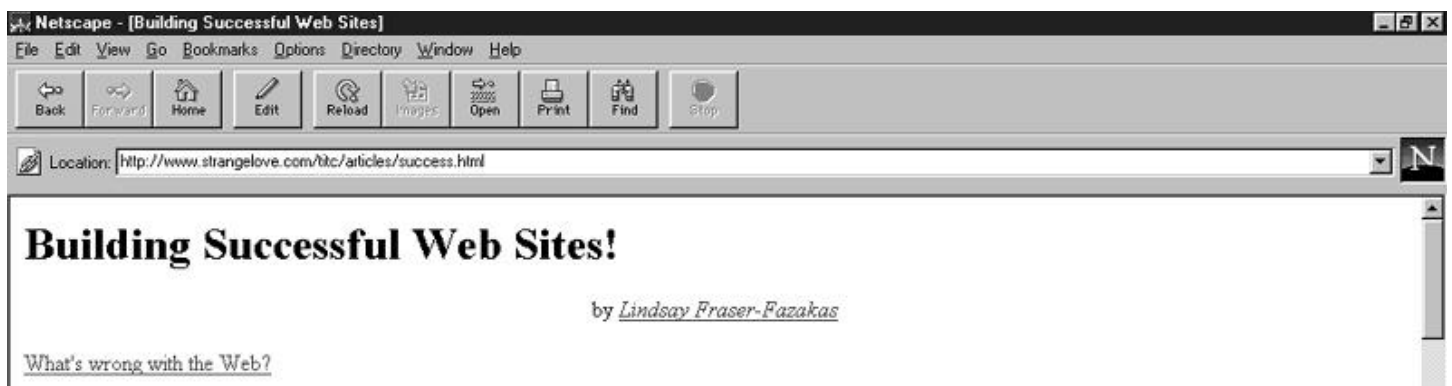 Netscape - [Building Successful Web Sites]
File Edit View Go Bookmarks Options Directory Window Help
Back Forward Home Edit Reload Images Open Print Find Stop
Location: http://www.strangelove.com/titc/articles/success.html
N
Building Successful Web Sites!
by Lindsay Fraser-Fazakas
What's wrong with the Web?